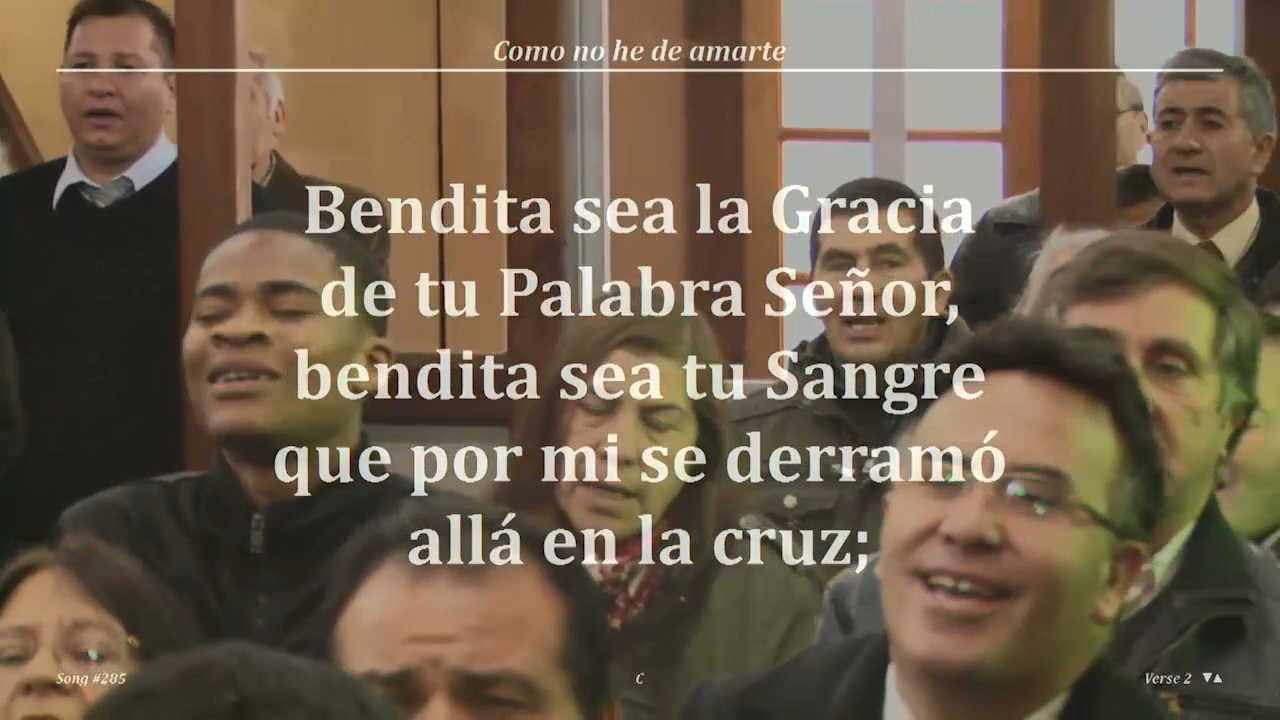 Como no he de amarte
Bendita sea la Gracia
de tu Palabra Señor,
bendita sea tu Sangre
que por mi se derramó
allá en la cruz;
Song #285
C
Verse 2 ▼▲